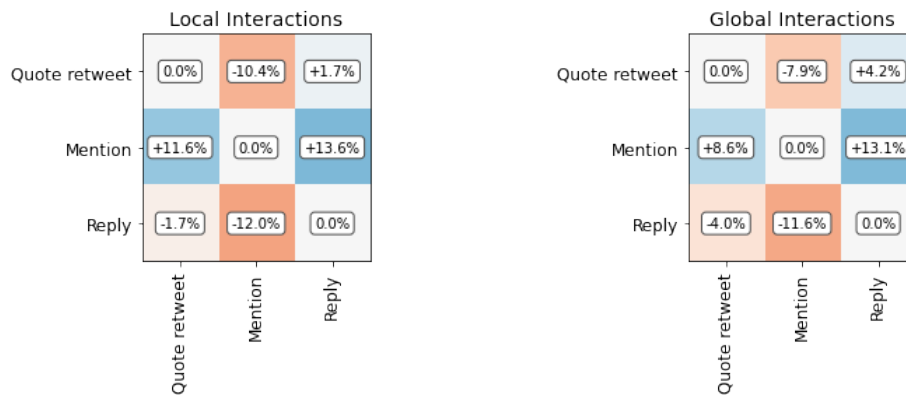 Local Interactions
Quote retweet 0.0% -10.4% +1.7%
Mention +11.6% 0.0% +13.6%
Reply -1.7% -12.0% 0.0%
Quote retweet
Mention
Reply
Global Interactions
Quote retweet 0.0% -7.9% +4.2%
Mention +8.6% 0.0% +13.1%
Reply -4.0% -11.6% 0.0%
Quote retweet
Mention
Reply